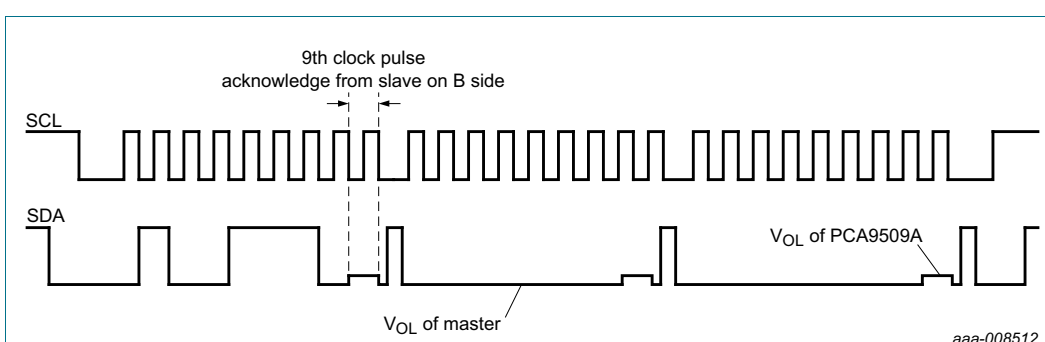 9th clock pulse
acknowledge from slave on B side
SCL
SDA
VOL of PCA9509A
VOL of master
aaa-008512